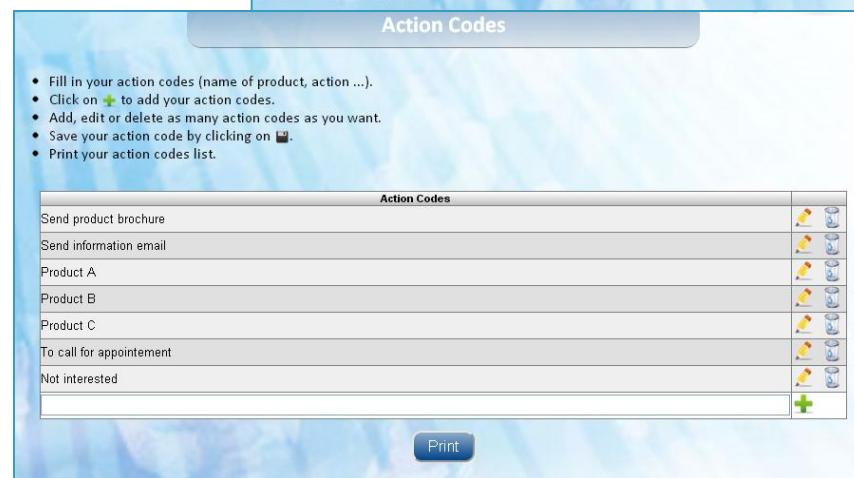 Action Codes
Fill in your action codes (name of product, action ...).
Click on to add your action codes.
Add, edit or delete as many action codes as you want.
Save your action code by clicking on .
Print your action codes list.
Action Codes
Send product brochure
Send information email
Product A
Product B
Product C
To call for appointement
Not interested
Print